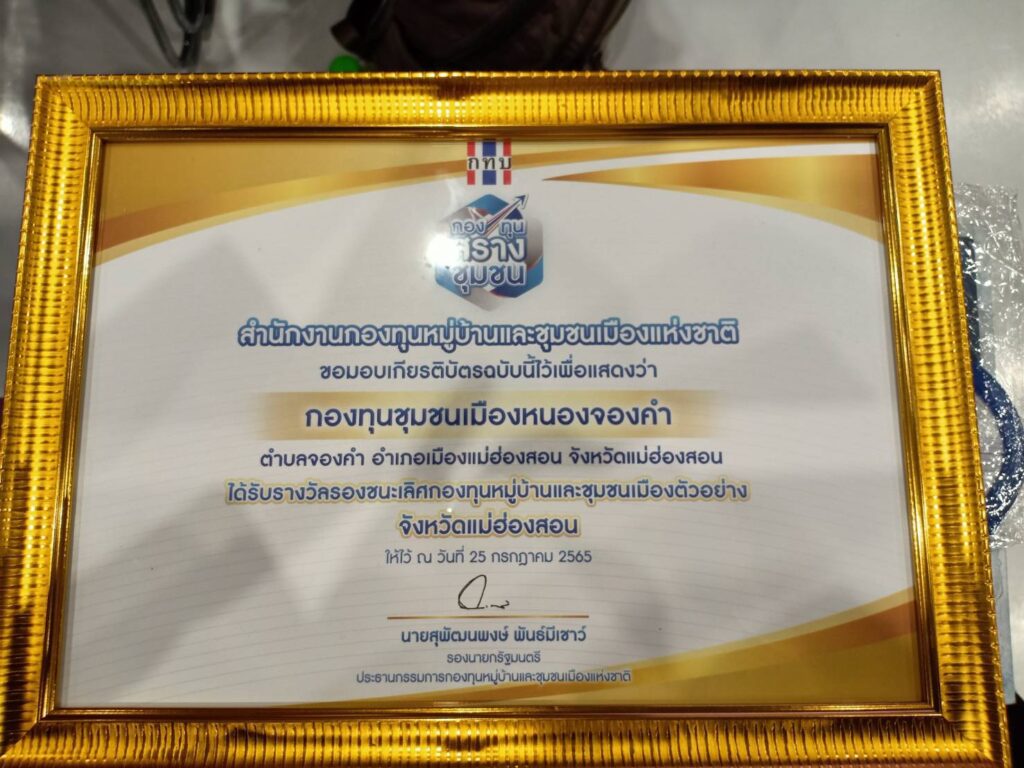 กทบ
กองทุน
สร้าง
ชุมชน
สำนักงานกองทุนหมู่บ้านและชุมชนเมืองแห่งชาติ
ขอมอบเกียรติบัตรฉบับนี้ไว้เพื่อแสดงว่า
กองทุนชุมชนเมืองหนองจองคำ
ตำบลจองคำ อำเภอเมืองแม่ฮ่องสอน จังหวัดแม่ฮ่องสอน
ได้รับรางวัลรองชนะเลิศกองทุนหมู่บ้านและชุมชนเมืองตัวอย่าง
จังหวัดแม่ฮ่องสอน
ให้ไว้ ณ วันที่ 25 กรกฎาคม 2565
นายสุพัฒนพงษ์ พันธ์มีเชาว์
รองนายกรัฐมนตรี
ประธานกรรมการกองทุนหมู่บ้านและชุมชนเมืองแห่งชาติ